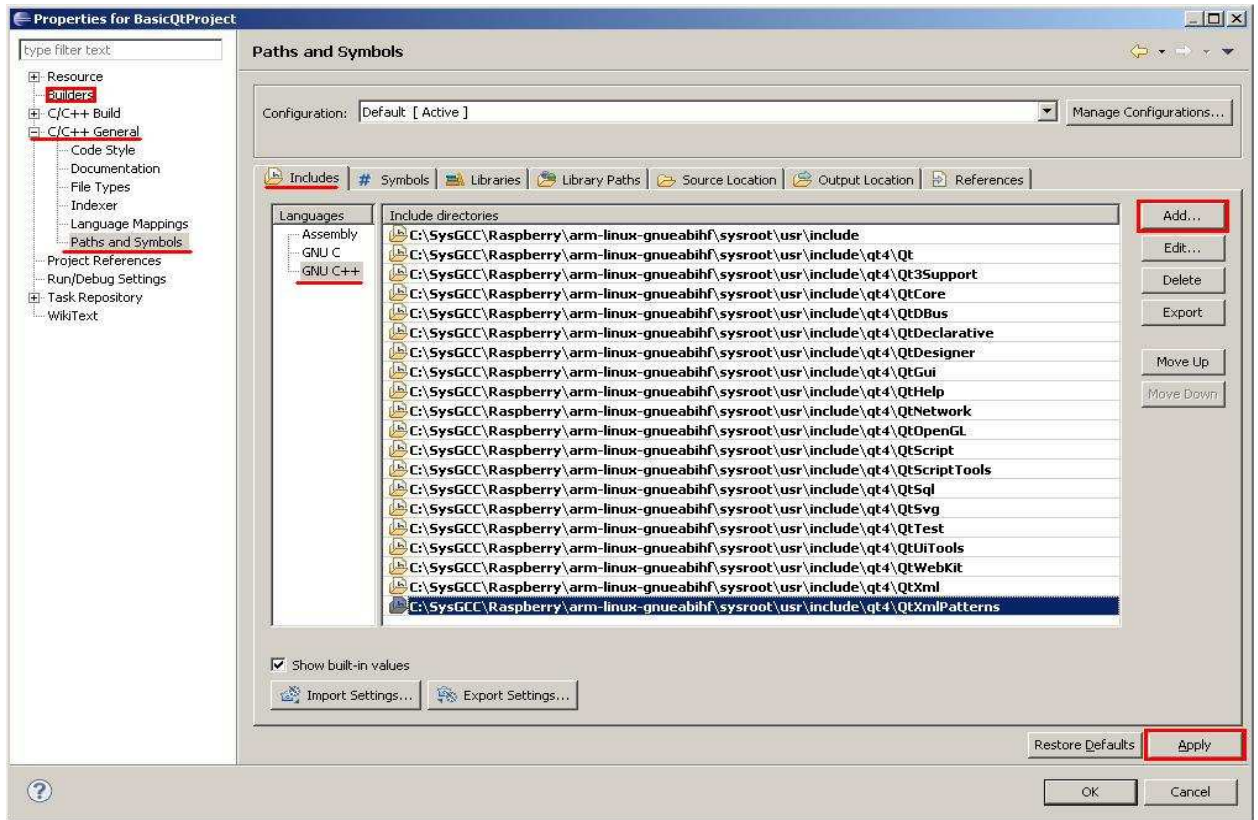 Properties for BasicQtProject
type filter text
Resource
Builders
C/C++ Build
C/C++ General
Code Style
Documentation
File Types
Indexer
Language Mappings
Paths and Symbols
Project References
Run/Debug Settings
Task Repository
WikiText
Paths and Symbols
Configuration: Default [ Active ]
Manage Configurations...
Includes
# Symbols
Libraries
Library Paths
Source Location
Output Location
References
Languages
Assembly
GNU C
GNU C++
Include directories
C:\SysGCC\Raspberry\arm-linux-gnueabihf\sysroot\usr\include
C:\SysGCC\Raspberry\arm-linux-gnueabihf\sysroot\usr\include\qt4\Qt
C:\SysGCC\Raspberry\arm-linux-gnueabihf\sysroot\usr\include\qt4\Qt3Support
C:\SysGCC\Raspberry\arm-linux-gnueabihf\sysroot\usr\include\qt4\QtCore
C:\SysGCC\Raspberry\arm-linux-gnueabihf\sysroot\usr\include\qt4\QtDBus
C:\SysGCC\Raspberry\arm-linux-gnueabihf\sysroot\usr\include\qt4\QtDeclarative
C:\SysGCC\Raspberry\arm-linux-gnueabihf\sysroot\usr\include\qt4\QtDesigner
C:\SysGCC\Raspberry\arm-linux-gnueabihf\sysroot\usr\include\qt4\QtGui
C:\SysGCC\Raspberry\arm-linux-gnueabihf\sysroot\usr\include\qt4\QtHelp
C:\SysGCC\Raspberry\arm-linux-gnueabihf\sysroot\usr\include\qt4\QtNetwork
C:\SysGCC\Raspberry\arm-linux-gnueabihf\sysroot\usr\include\qt4\QtOpenGL
C:\SysGCC\Raspberry\arm-linux-gnueabihf\sysroot\usr\include\qt4\QtScript
C:\SysGCC\Raspberry\arm-linux-gnueabihf\sysroot\usr\include\qt4\QtScriptTools
C:\SysGCC\Raspberry\arm-linux-gnueabihf\sysroot\usr\include\qt4\QtSql
C:\SysGCC\Raspberry\arm-linux-gnueabihf\sysroot\usr\include\qt4\QtSvg
C:\SysGCC\Raspberry\arm-linux-gnueabihf\sysroot\usr\include\qt4\QtTest
C:\SysGCC\Raspberry\arm-linux-gnueabihf\sysroot\usr\include\qt4\QtUiTools
C:\SysGCC\Raspberry\arm-linux-gnueabihf\sysroot\usr\include\qt4\QtWebKit
C:\SysGCC\Raspberry\arm-linux-gnueabihf\sysroot\usr\include\qt4\QtXml
C:\SysGCC\Raspberry\arm-linux-gnueabihf\sysroot\usr\include\qt4\QtXmlPatterns
Add...
Edit...
Delete
Export
Move Up
Move Down
Show built-in values
Import Settings...
Export Settings...
Restore Defaults
Apply
OK
Cancel